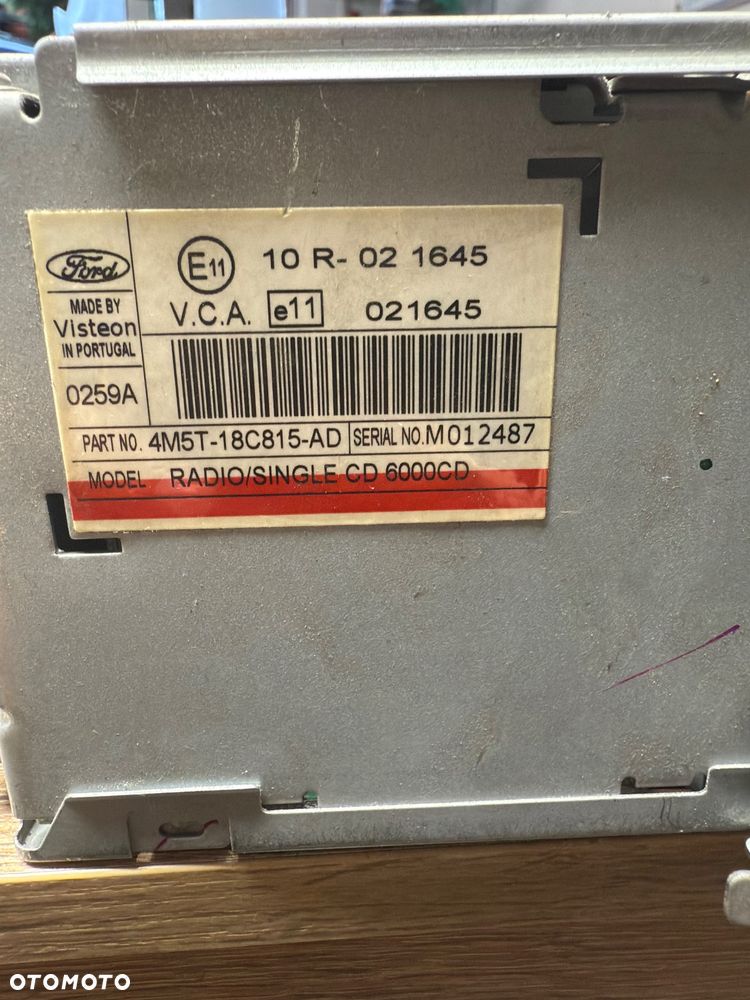 Ford
E11 10 R- 02 1645
MADE BY
Visteon
IN PORTUGAL
V.C.A. e11 021645
0259A
PART NO. 4M5T-18C815-AD SERIAL NO. M012487
MODEL RADIO/SINGLE CD 6000CD
OTOMOTO